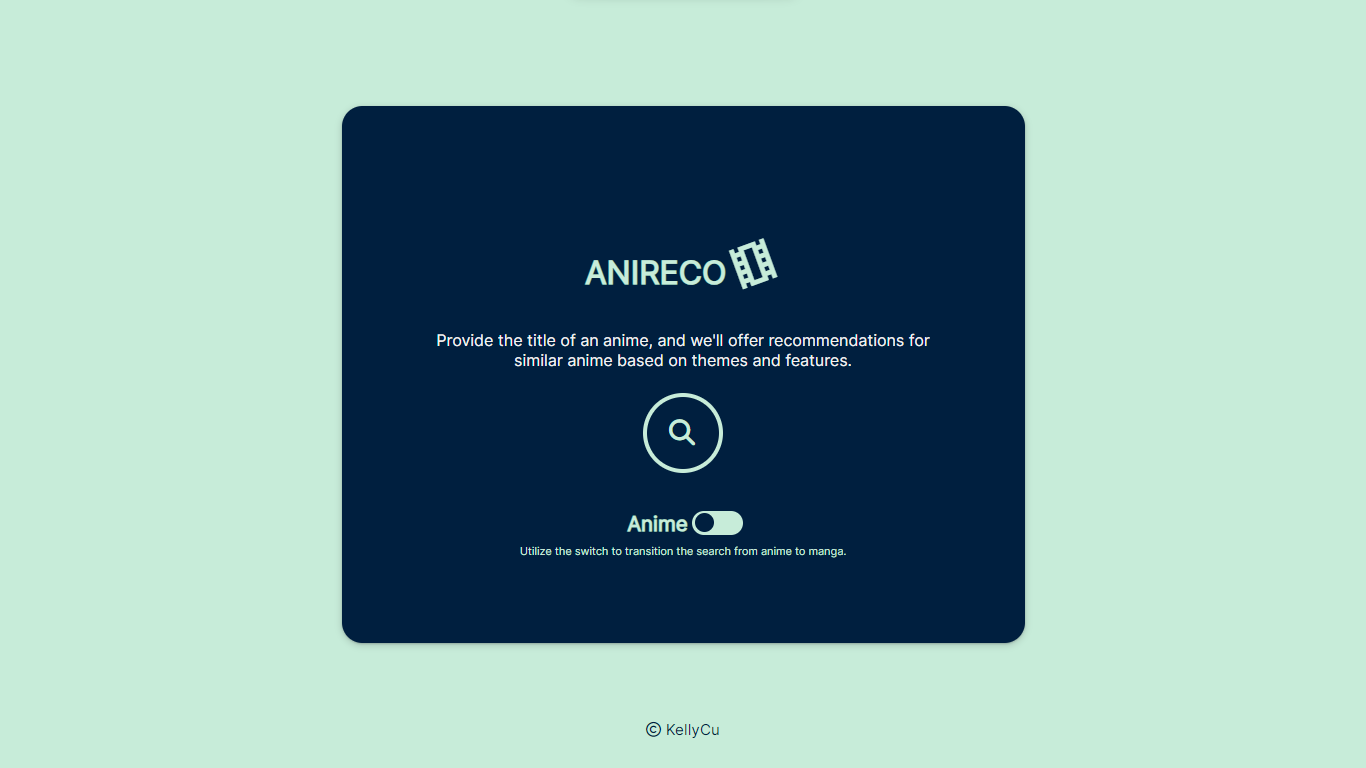 ANIRECO
Provide the title of an anime, and we'll offer recommendations for
similar anime based on themes and features.
Anime
Utilize the switch to transition the search from anime to manga.
© KellyCu